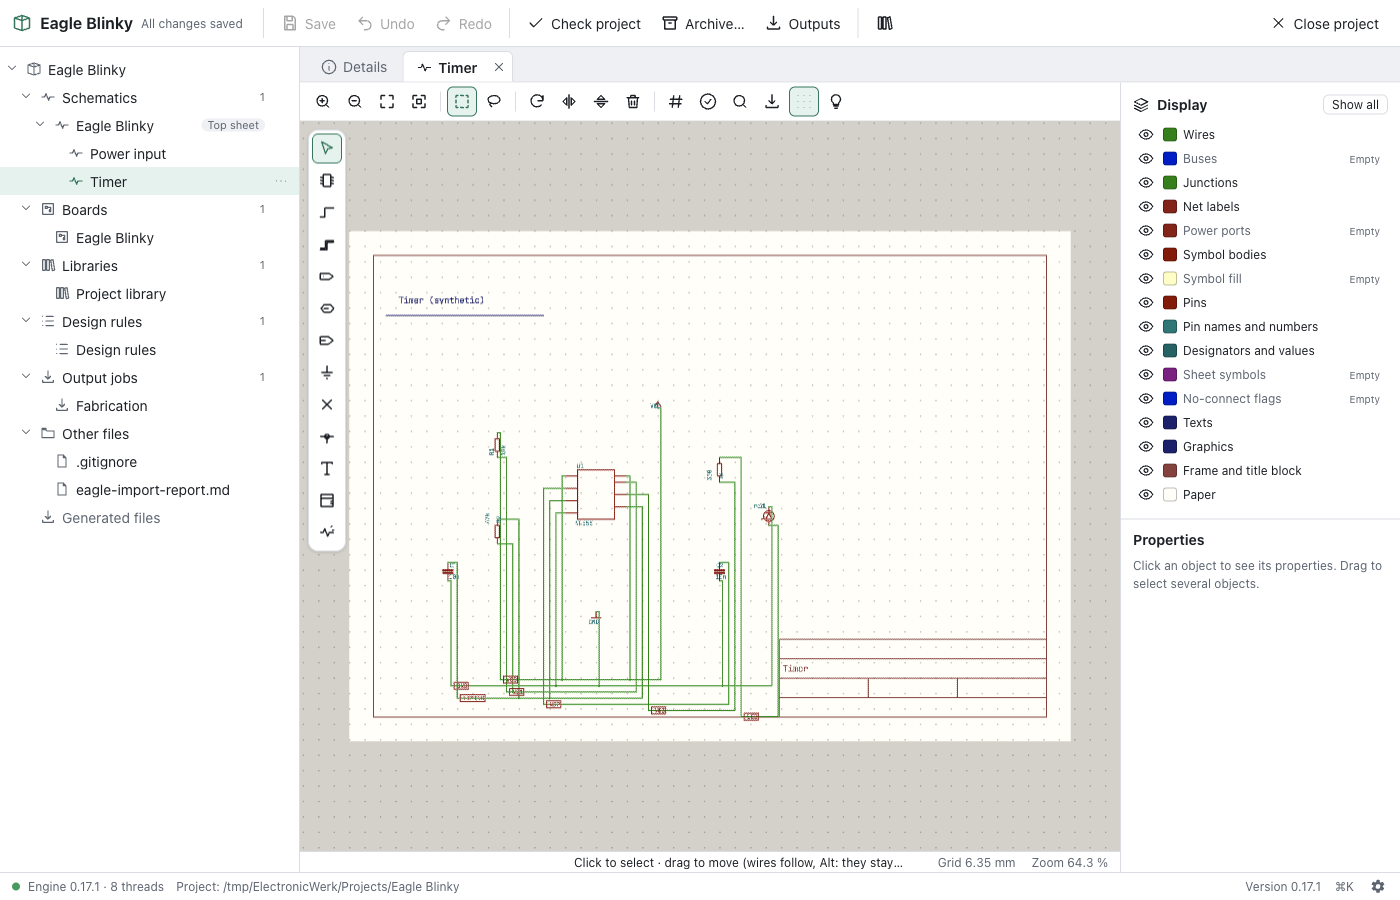 Eagle Blinky
All changes saved
Save
Undo
Redo
Check project
Archive...
Outputs
Close project
Eagle Blinky
Schematics 1
Eagle Blinky Top sheet
Power input
Timer
Boards 1
Eagle Blinky
Libraries 1
Project library
Design rules 1
Design rules
Output jobs 1
Fabrication
Other files
.gitignore
eagle-import-report.md
Generated files
Details
Timer
Timer (synthetic)
Timer
Display
Show all
Wires
Buses Empty
Junctions
Net labels
Power ports Empty
Symbol bodies
Symbol fill Empty
Pins
Pin names and numbers
Designators and values
Sheet symbols Empty
No-connect flags Empty
Texts
Graphics
Frame and title block
Paper
Properties
Click an object to see its properties. Drag to
select several objects.
Click to select · drag to move (wires follow, Alt: they stay...
Grid 6.35 mm
Zoom 64.3 %
Engine 0.17.1 · 8 threads
Project: /tmp/ElectronicWerk/Projects/Eagle Blinky
Version 0.17.1
⌘K